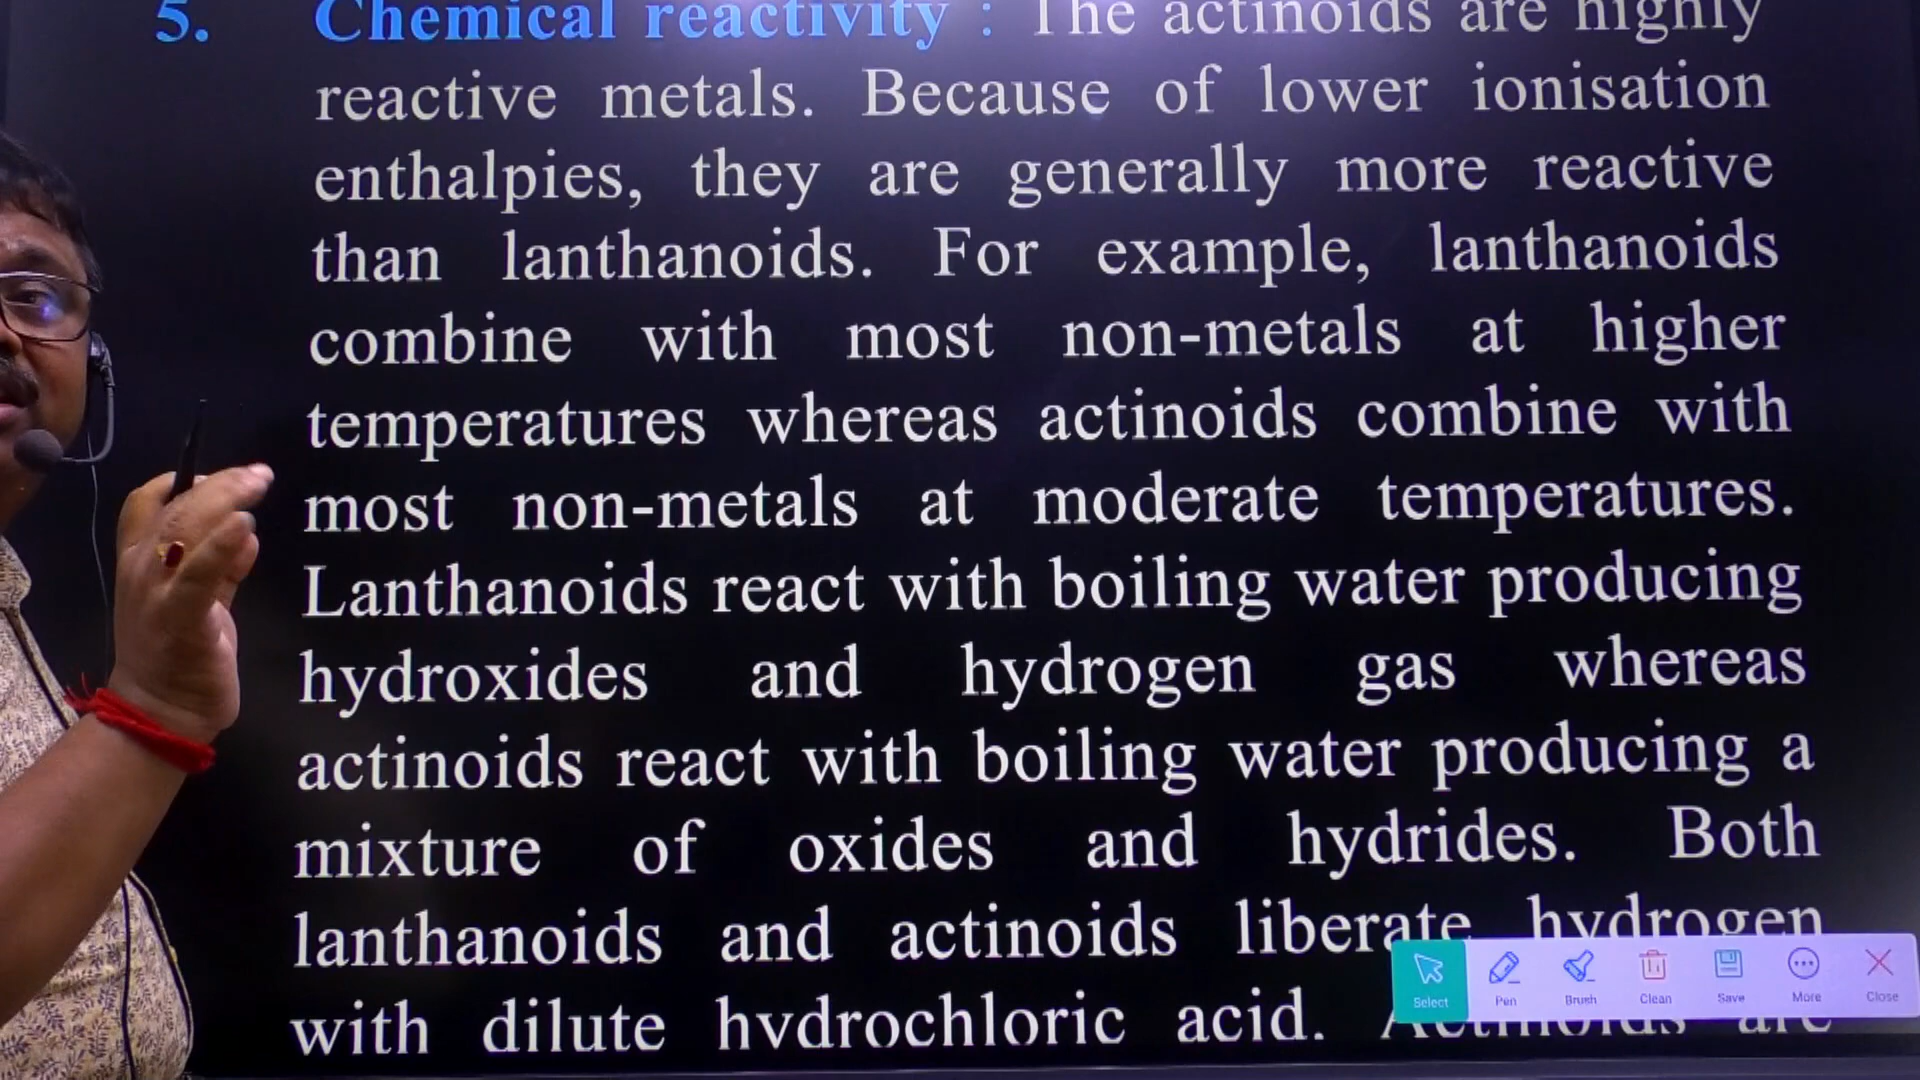 5. Chemical reactivity : The actinoids are highly
reactive metals. Because of lower ionisation
enthalpies, they are generally more reactive
than lanthanoids. For example, lanthanoids
combine with most non-metals at higher
temperatures whereas actinoids combine with
most non-metals at moderate temperatures.
Lanthanoids react with boiling water producing
hydroxides and hydrogen gas whereas
actinoids react with boiling water producing a
mixture of oxides and hydrides. Both
lanthanoids and actinoids liberate hydrogen
with dilute hydrochloric acid. Actinoids are
Select Pen Brush Clean Save More Close